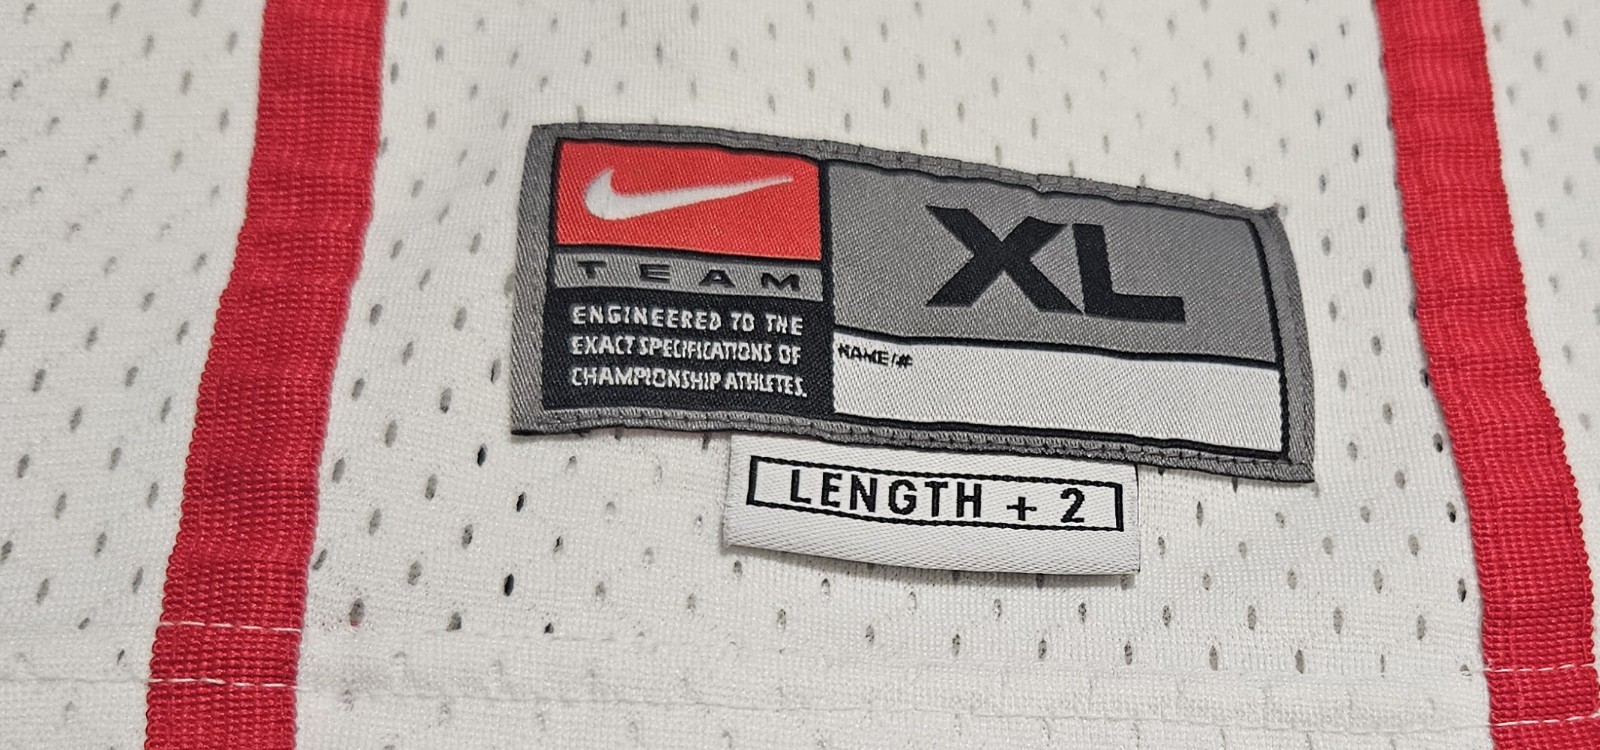 TEAM
ENGINEERED TO THE
EXACT SPECIFICATIONS OF
CHAMPIONSHIP ATHLETES.
XL
NAME/#
LENGTH + 2